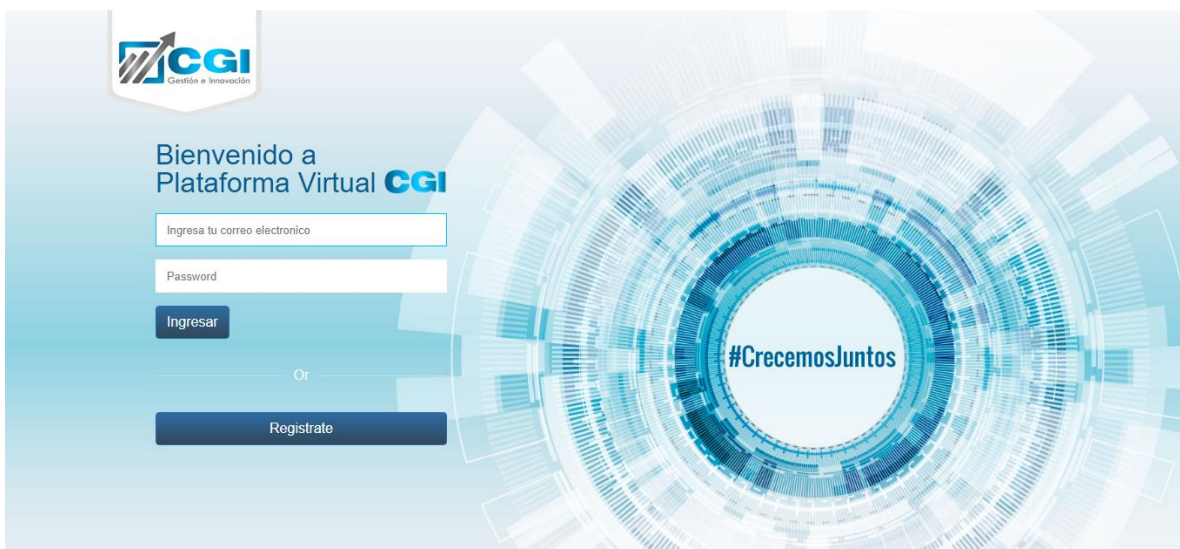 CGI
Gestión e Innovación
Bienvenido a
Plataforma Virtual CGI
Ingresa tu correo electronico
Password
Ingresar
Or
Registrate
#CrecemosJuntos